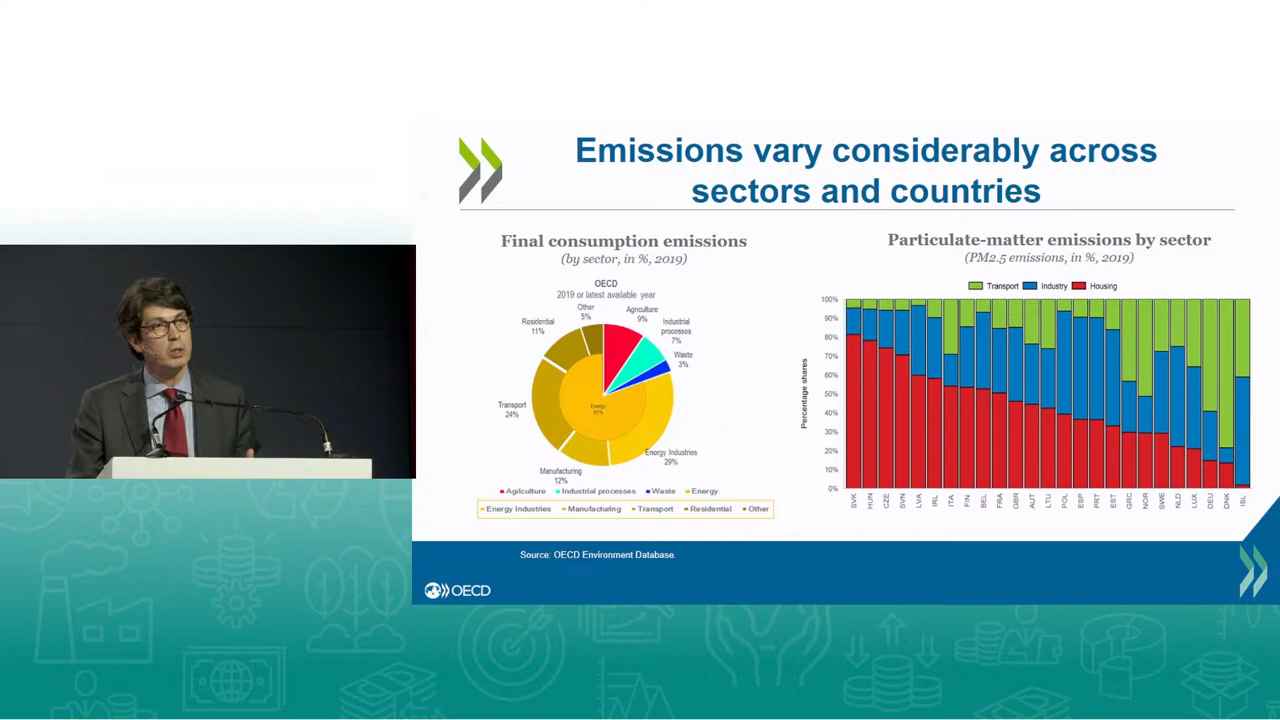 Emissions vary considerably across
sectors and countries
Final consumption emissions
(by sector, in %, 2019)
OECD
2019 or latest available year
Other
5%
Agriculture
9%
Residential
11%
Industrial
processes
7%
Waste
3%
Transport
24%
Energy
Energy Industries
29%
Manufacturing
12%
Agriculture
Industrial processes
Waste
Energy
Energy Industries
Manufacturing
Transport
Residential
Other
Particulate-matter emissions by sector
(PM2.5 emissions, in %, 2019)
Transport
Industry
Housing
Percentage shares
100%
90%
80%
70%
60%
50%
40%
30%
20%
10%
0%
SVK
HUN
CZE
SVN
LVA
IRL
ITA
FIN
BEL
FRA
GBR
AUT
LTU
POL
ESP
PRT
EST
GRC
NOR
SWE
NLD
LUX
DEU
DNK
ISL
Source: OECD Environment Database.
OECD